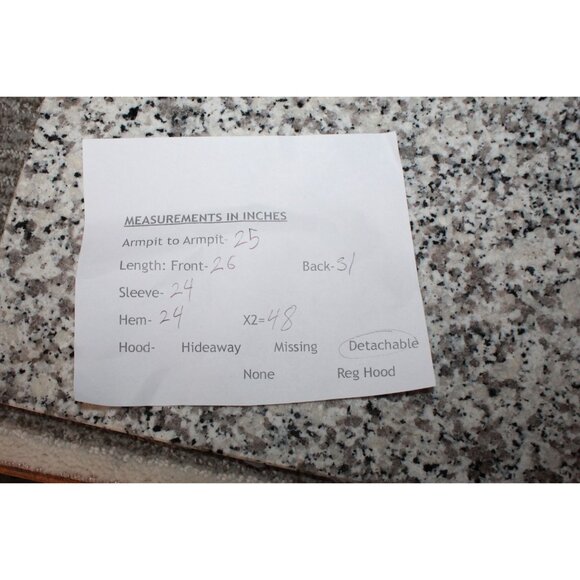 MEASUREMENTS IN INCHES
Armpit to Armpit- 25
Length: Front- 26 Back- 31
Sleeve- 24
Hem- 24 X2= 48
Hood- Hideaway Missing Detachable
None Reg Hood